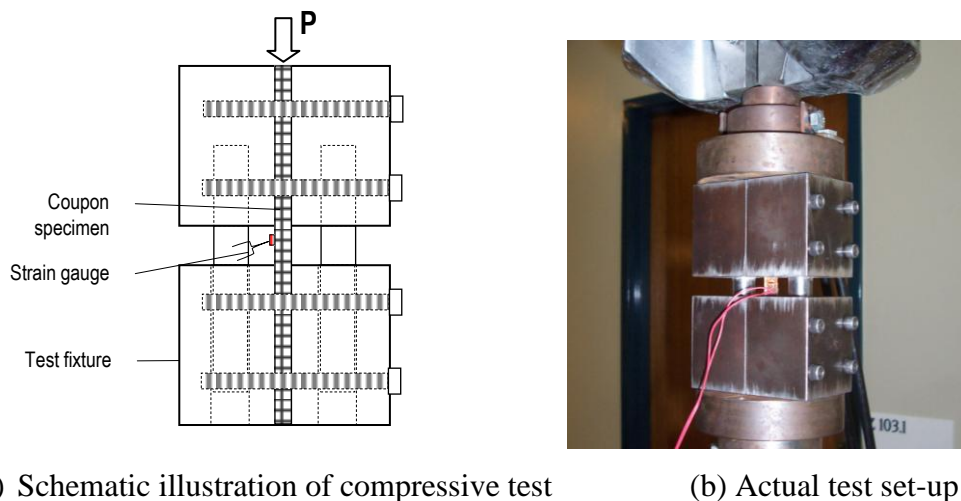 P
Coupon
specimen
Strain gauge
Test fixture
) Schematic illustration of compressive test
(b) Actual test set-up